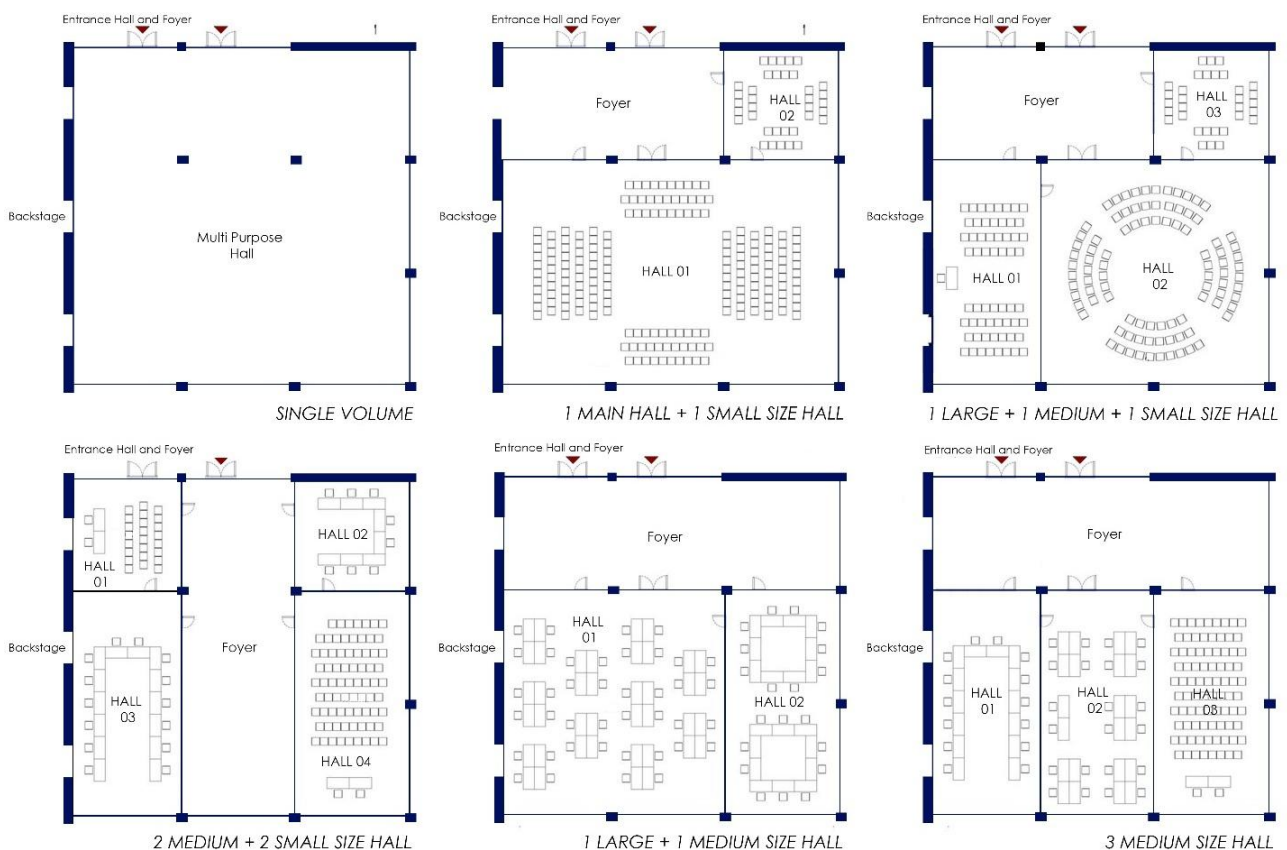 Entrance Hall and Foyer
Backstage
Multi Purpose
Hall
SINGLE VOLUME
Entrance Hall and Foyer
Foyer
HALL
02
Backstage
HALL 01
1 MAIN HALL + 1 SMALL SIZE HALL
Entrance Hall and Foyer
Foyer
HALL
03
Backstage
HALL 01
HALL
02
1 LARGE + 1 MEDIUM + 1 SMALL SIZE HALL
Entrance Hall and Foyer
HALL
01
HALL 02
Backstage
Foyer
HALL
03
HALL 04
2 MEDIUM + 2 SMALL SIZE HALL
Entrance Hall and Foyer
Foyer
HALL
01
Backstage
HALL 02
1 LARGE + 1 MEDIUM SIZE HALL
Entrance Hall and Foyer
Foyer
Backstage
HALL
01
HALL
02
HALL
03
3 MEDIUM SIZE HALL